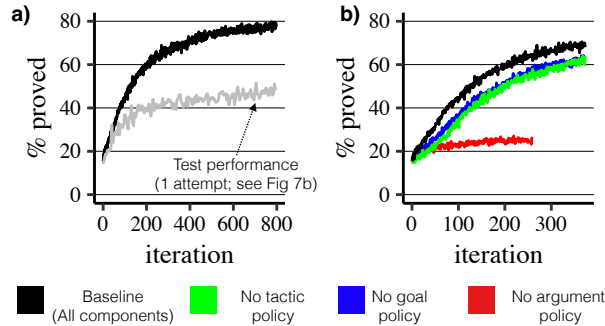 a)
% proved
80
60
40
20
0
Test performance
(1 attempt; see Fig 7b)
0 200 400 600 800
iteration
b)
% proved
80
60
40
20
0
0 100 200 300
iteration
Baseline
(All components)
No tactic
policy
No goal
policy
No argument
policy